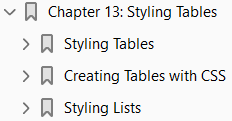 Chapter 13: Styling Tables
Styling Tables
Creating Tables with CSS
Styling Lists